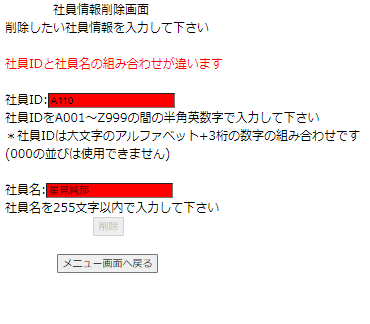 社員情報削除画面
削除したい社員情報を入力して下さい
社員IDと社員名の組み合わせが違います
社員ID:A110
社員IDをA001～Z999の間の半角英数字で入力して下さい
＊社員IDは大文字のアルファベット+3桁の数字の組み合わせです
(000の並びは使用できません)
社員名:
社員名を255文字以内で入力して下さい
削除
メニュー画面へ戻る